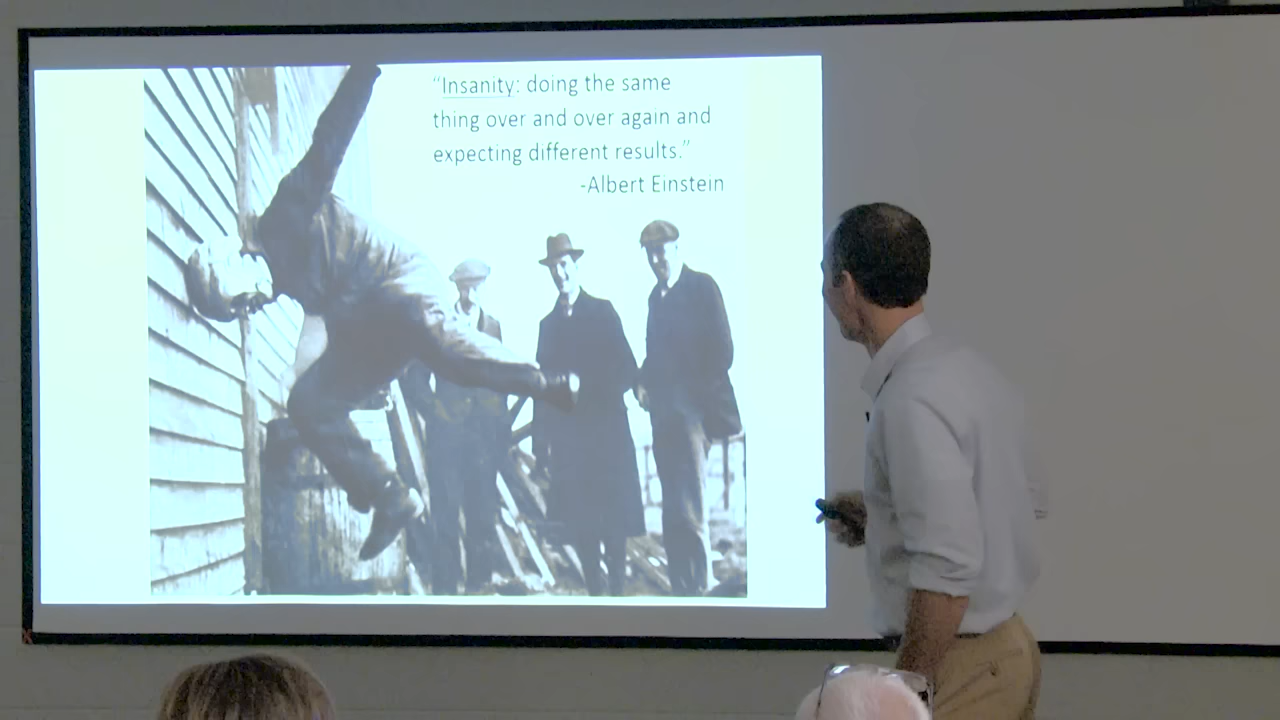 “Insanity: doing the same
thing over and over again and
expecting different results.”
-Albert Einstein